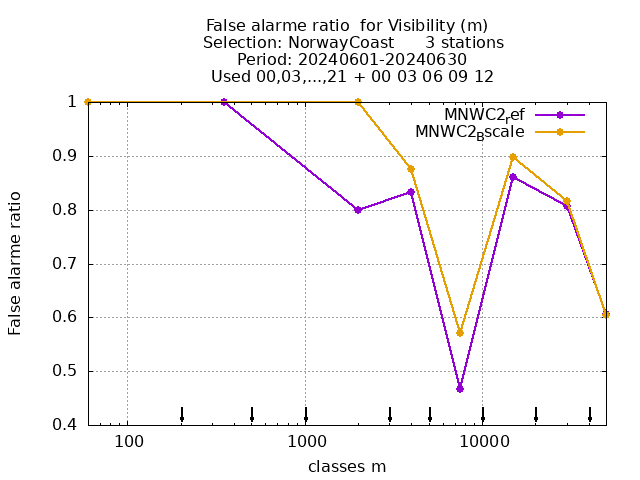 False alarme ratio  for Visibility (m)
Selection: NorwayCoast      3 stations
Period: 20240601-20240630
Used 00,03,...,21 + 00 03 06 09 12
MNWC2ref
MNWC2Bscale
1
0.9
0.8
0.7
0.6
0.5
0.4
False alarme ratio
100
1000
10000
classes m